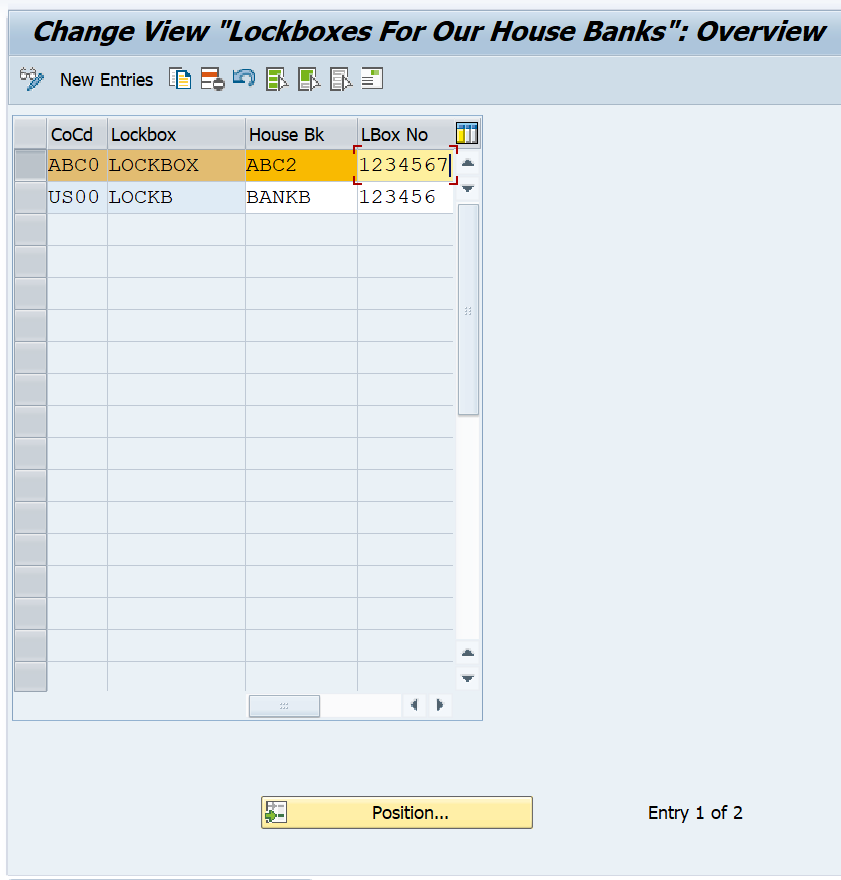 Change View "Lockboxes For Our House Banks": Overview
New Entries
CoCd Lockbox House Bk LBox No
ABC0 LOCKBOX ABC2 1234567
US00 LOCKB BANKB 123456
Position... Entry 1 of 2